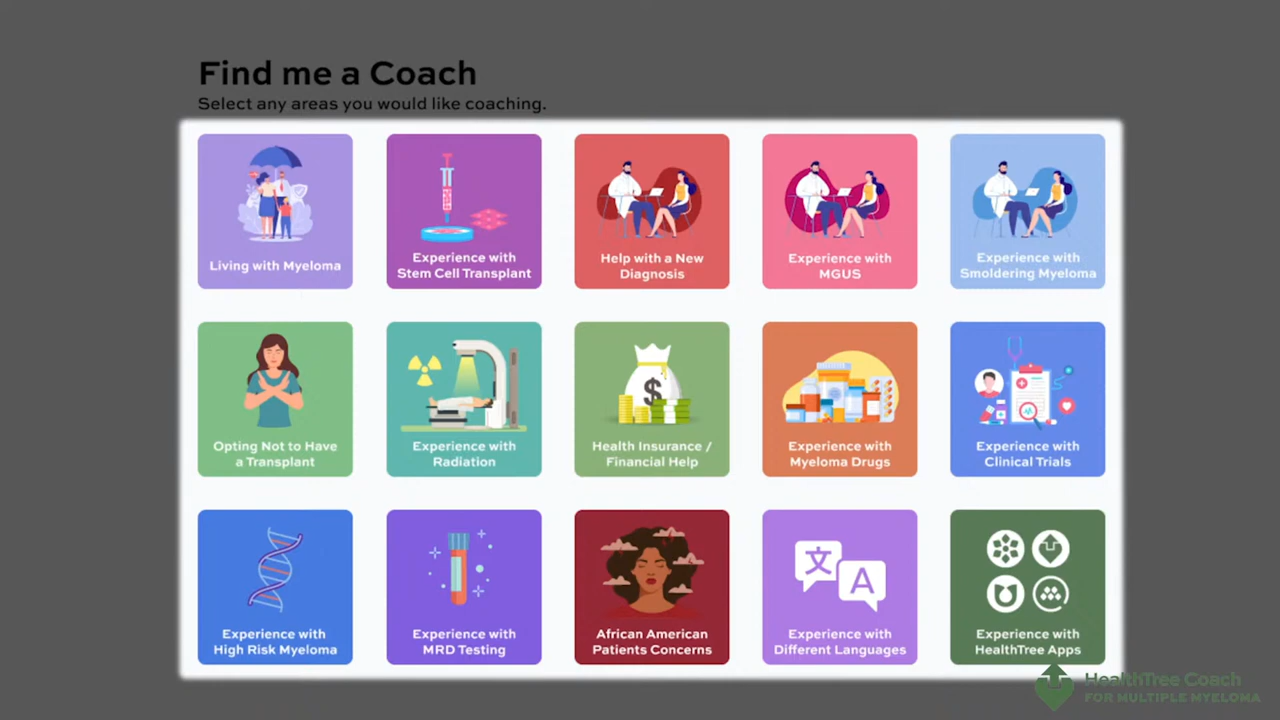 Find me a Coach
Select any areas you would like coaching.
Living with Myeloma
Experience with
Stem Cell Transplant
Help with a New
Diagnosis
Experience with
MGUS
Experience with
Smoldering Myeloma
Opting Not to Have
a Transplant
Experience with
Radiation
$
Health Insurance /
Financial Help
Experience with
Myeloma Drugs
Experience with
Clinical Trials
Experience with
High Risk Myeloma
Experience with
MRD Testing
African American
Patients Concerns
文 A
Experience with
Different Languages
Experience with
HealthTree Apps
HealthTree Coach
FOR MULTIPLE MYELOMA